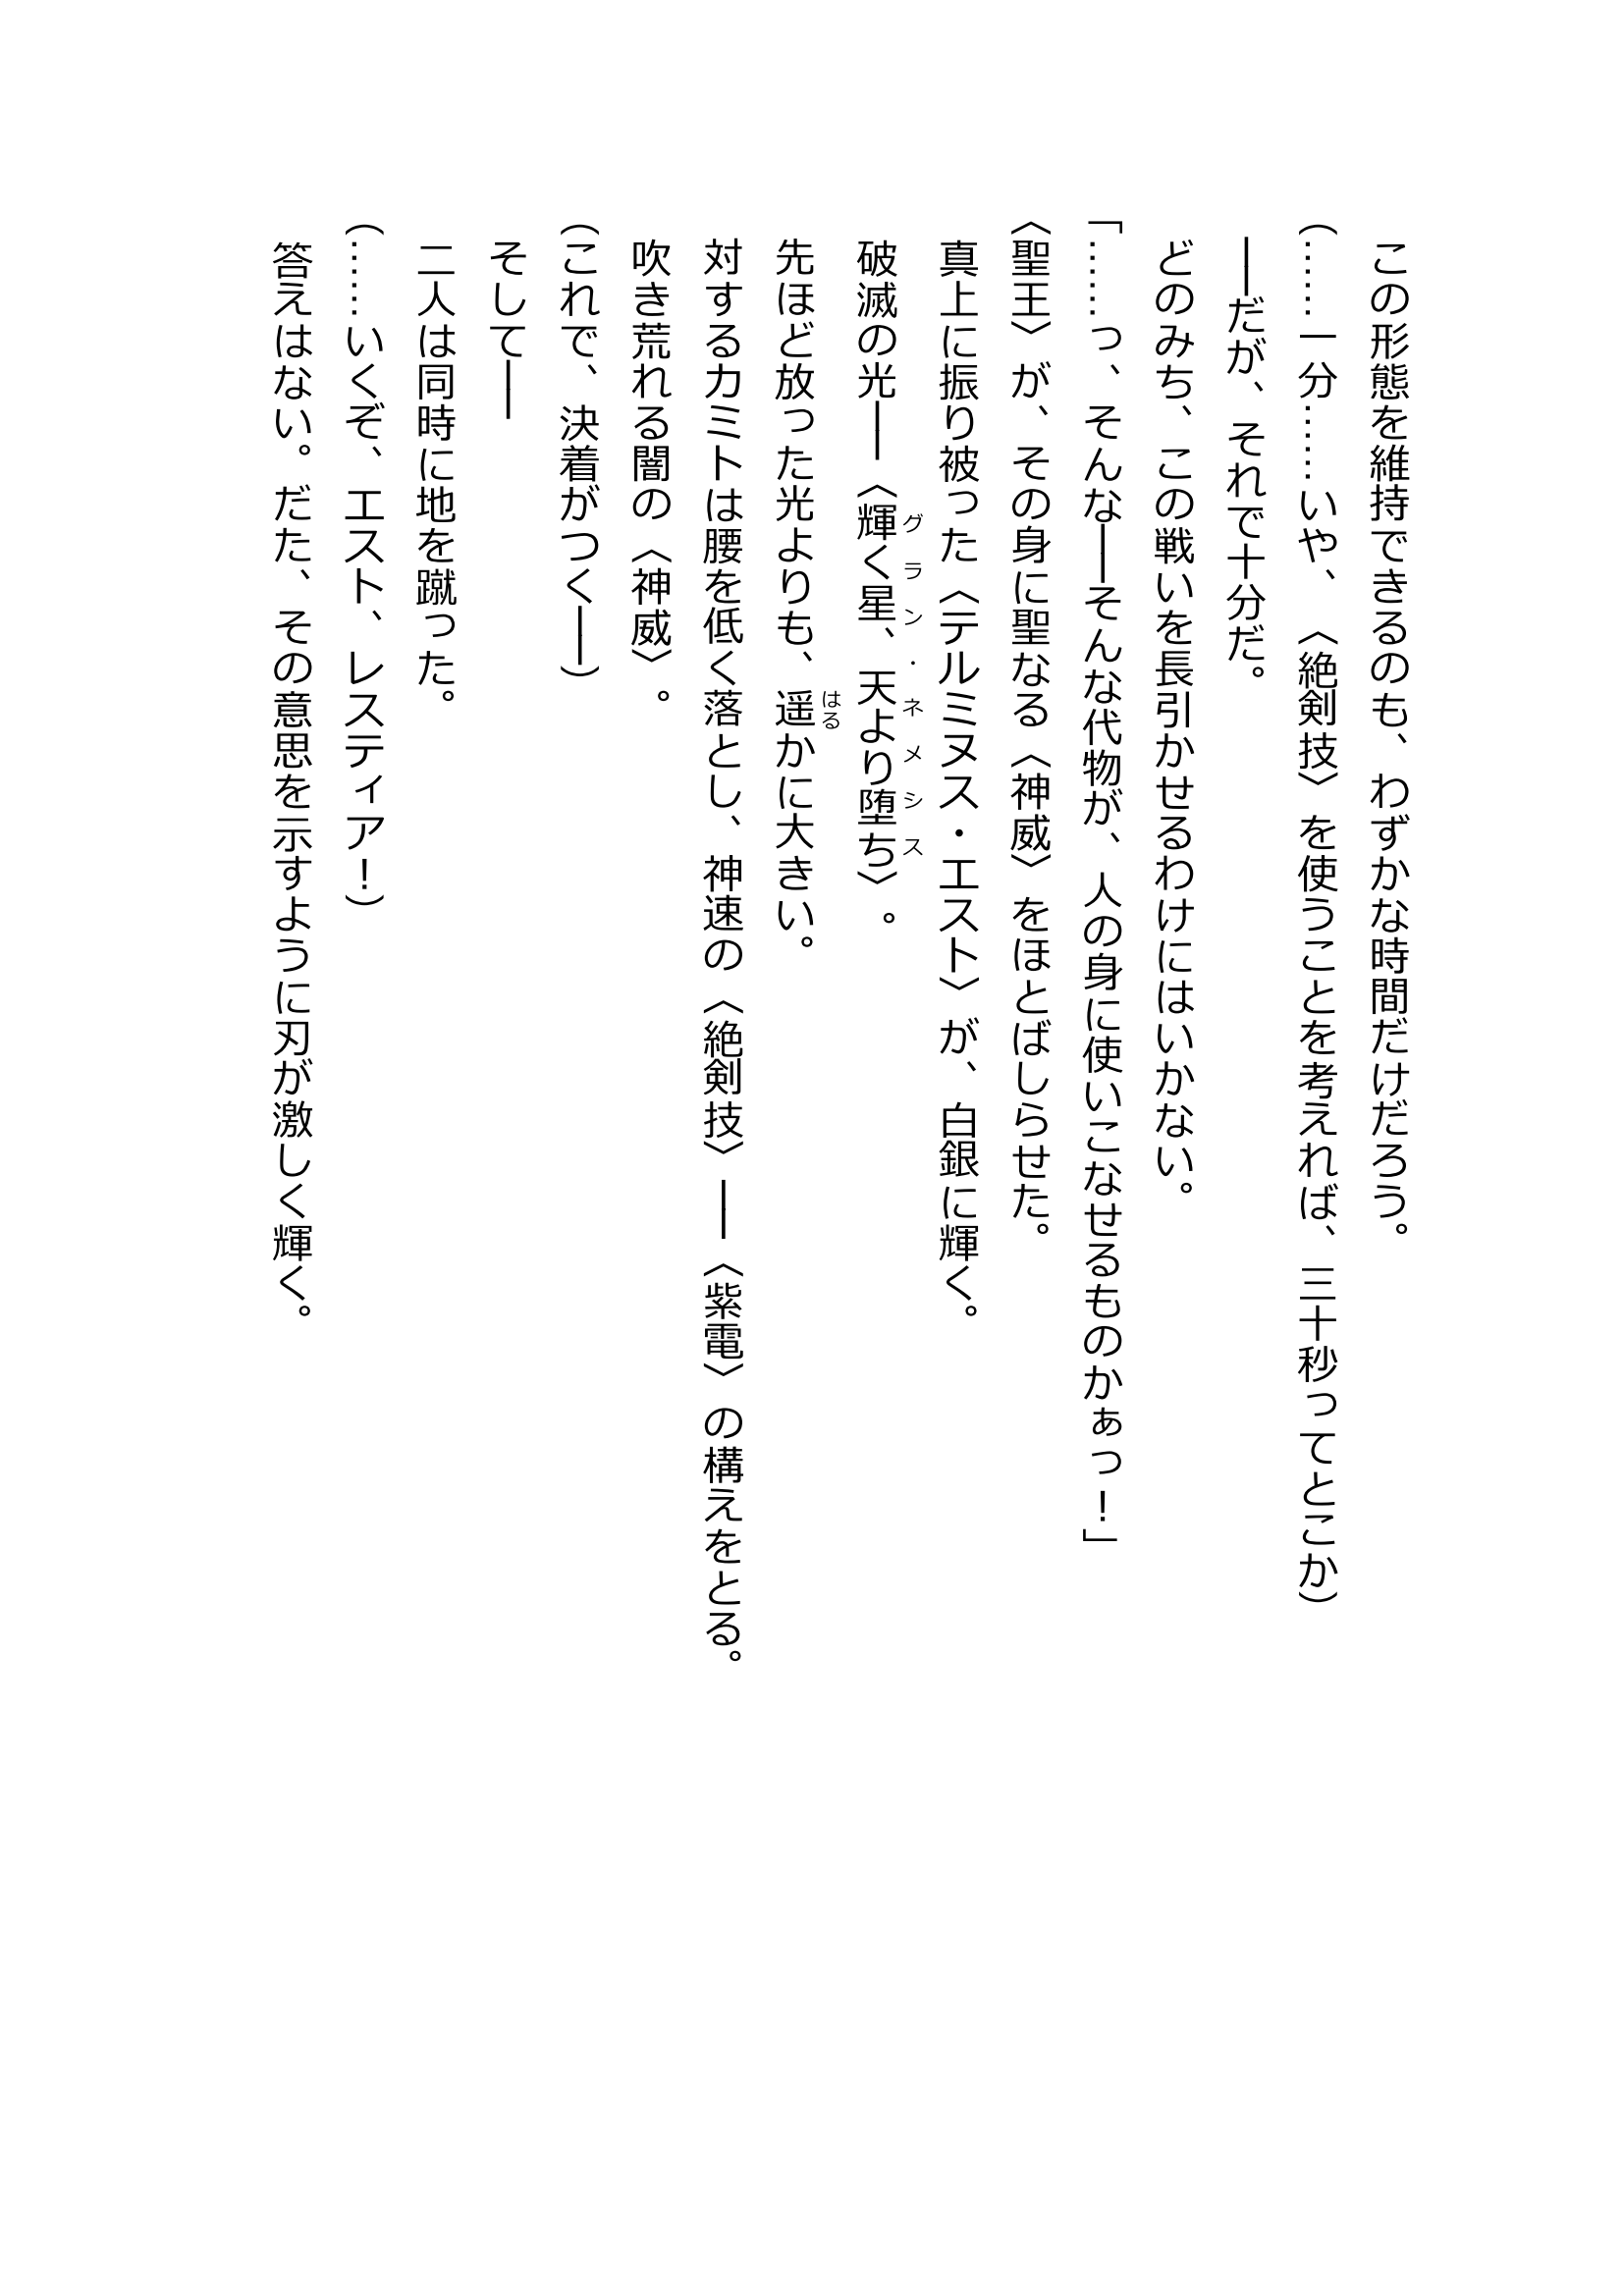 この形態を維持できるのも、わずかな時間だけだろう。
(……一分……いや、〈絶剣技〉を使うことを考えれば、三十秒ってとこか)
──だが、それで十分だ。
どのみち、この戦いを長引かせるわけにはいかない。
「……っ、そんな──そんな代物が、人の身に使いこなせるものかぁっ!」
〈聖王〉が、その身に聖なる〈神威〉をほとばしらせた。
真上に振り被った〈テルミヌス・エスト〉が、白銀に輝く。
グラン・ネメシス
破滅の光──〈輝く星、天より堕ち〉。
はる
先ほど放った光よりも、遥かに大きい。
対するカミトは腰を低く落とし、神速の〈絶剣技〉──〈紫電〉の構えをとる。
吹き荒れる闇の〈神威〉。
(これで、決着がつく──)
そして──
二人は同時に地を蹴った。
(……いくぞ、エスト、レスティア!)
答えはない。だた、その意思を示すように刃が激しく輝く。